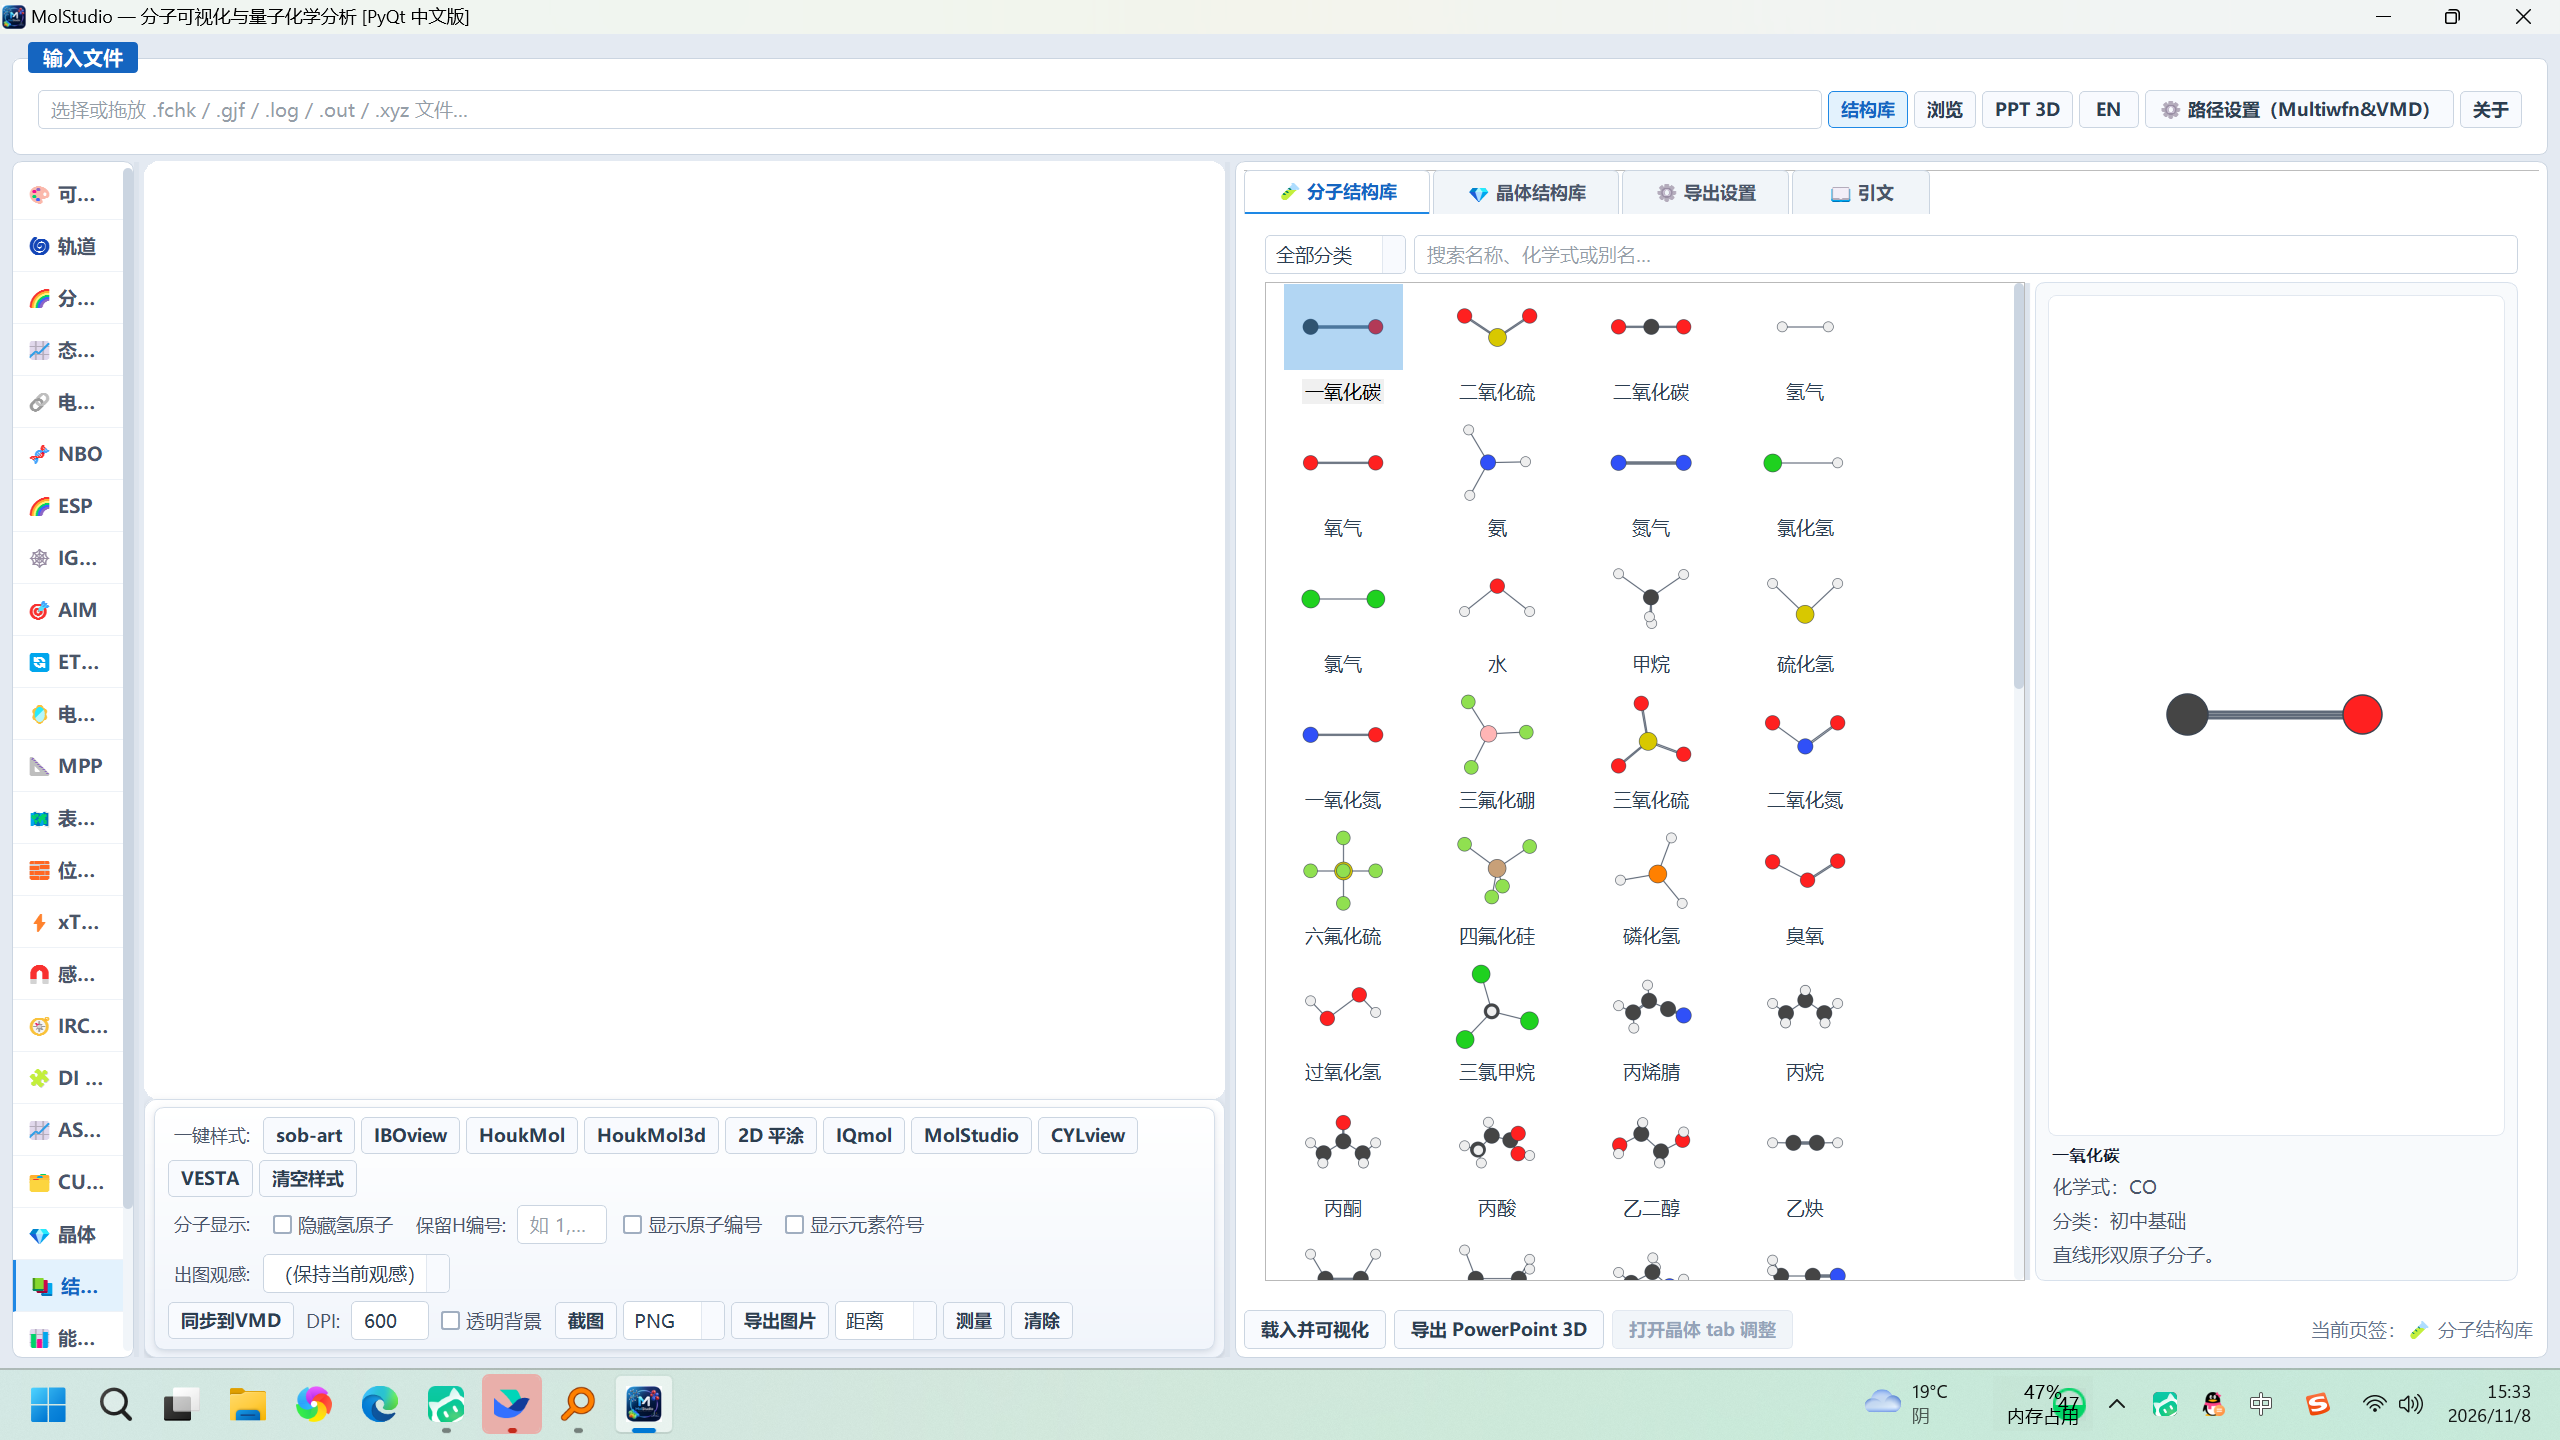 MolStudio — 分子可视化与量子化学分析 [PyQt 中文版]
输入文件
选择或拖放 .fchk / .gjf / .log / .out / .xyz 文件...
结构库 浏览 PPT 3D EN 路径设置（Multiwfn&VMD） 关于
可...
轨道
分...
态...
电...
NBO
ESP
IG...
AIM
ET...
电...
MPP
表...
位...
xT...
感...
IRC...
DI ...
AS...
CU...
晶体
结...
能...
一键样式: sob-art IBOview HoukMol HoukMol3d 2D 平涂 IQmol MolStudio CYLview
VESTA 清空样式
分子显示: 隐藏氢原子 保留H编号: 如 1,... 显示原子编号 显示元素符号
出图观感: （保持当前观感）
同步到VMD DPI: 600 透明背景 截图 PNG 导出图片 距离 测量 清除
分子结构库 晶体结构库 导出设置 引文
全部分类 搜索名称、化学式或别名...
一氧化碳 二氧化硫 二氧化碳 氢气
氧气 氨 氮气 氯化氢
氯气 水 甲烷 硫化氢
一氧化氮 三氟化硼 三氧化硫 二氧化氮
六氟化硫 四氟化硅 磷化氢 臭氧
过氧化氢 三氯甲烷 丙烯腈 丙烷
丙酮 丙酸 乙二醇 乙炔
一氧化碳
化学式：CO
分类：初中基础
直线形双原子分子。
载入并可视化 导出 PowerPoint 3D 打开晶体 tab 调整 当前页签： 分子结构库
19°C
阴
47%
内存占用
47
中
15:33
2026/11/8